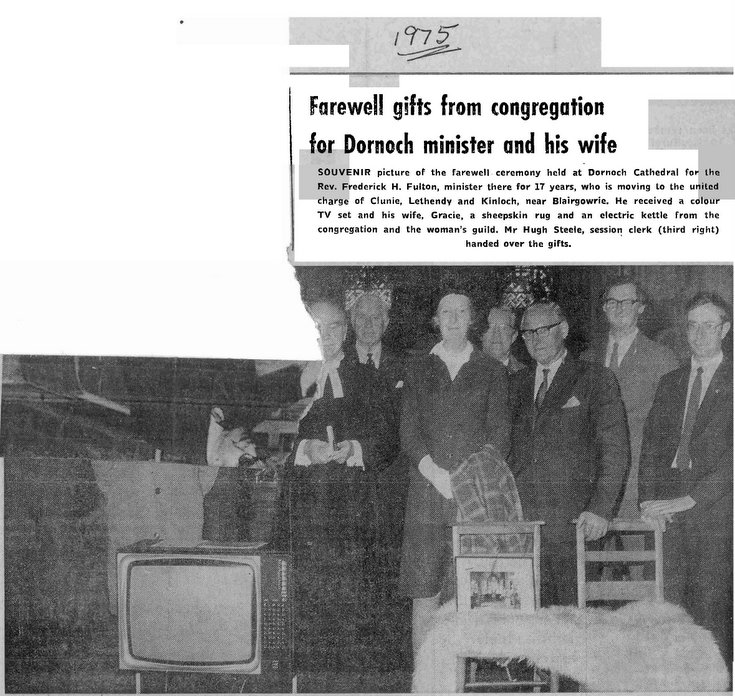 1975
Farewell gifts from congregation
for Dornoch minister and his wife
SOUVENIR picture of the farewell ceremony held at Dornoch Cathedral for the
Rev. Frederick H. Fulton, minister there for 17 years, who is moving to the united
charge of Clunie, Lethendy and Kinloch, near Blairgowrie. He received a colour
TV set and his wife, Gracie, a sheepskin rug and an electric kettle from the
congregation and the woman's guild. Mr Hugh Steele, session clerk (third right)
handed over the gifts.